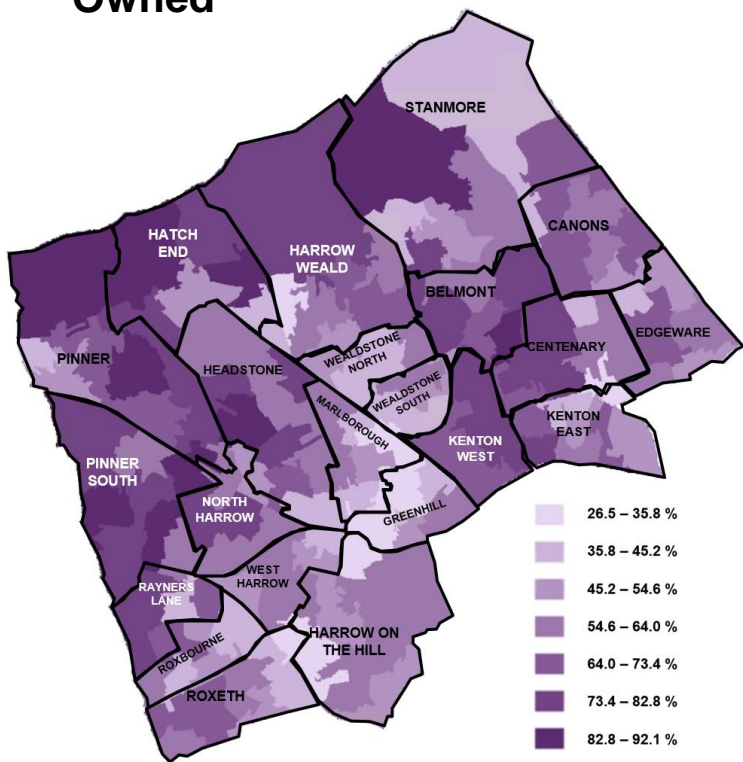 Owned
STANMORE
CANONS
HATCH
END
HARROW
WEALD
BELMONT
EDGEWARE
CENTENARY
PINNER
HEADSTONE
WEALDSTONE
NORTH
WEALDSTONE
SOUTH
MARLBOROUGH
KENTON
EAST
KENTON
WEST
PINNER
SOUTH
NORTH
HARROW
GREENHILL
WEST
HARROW
RAYNERS
LANE
ROXBOURNE
HARROW ON
THE HILL
ROXETH
26.5 – 35.8 %
35.8 – 45.2 %
45.2 – 54.6 %
54.6 – 64.0 %
64.0 – 73.4 %
73.4 – 82.8 %
82.8 – 92.1 %